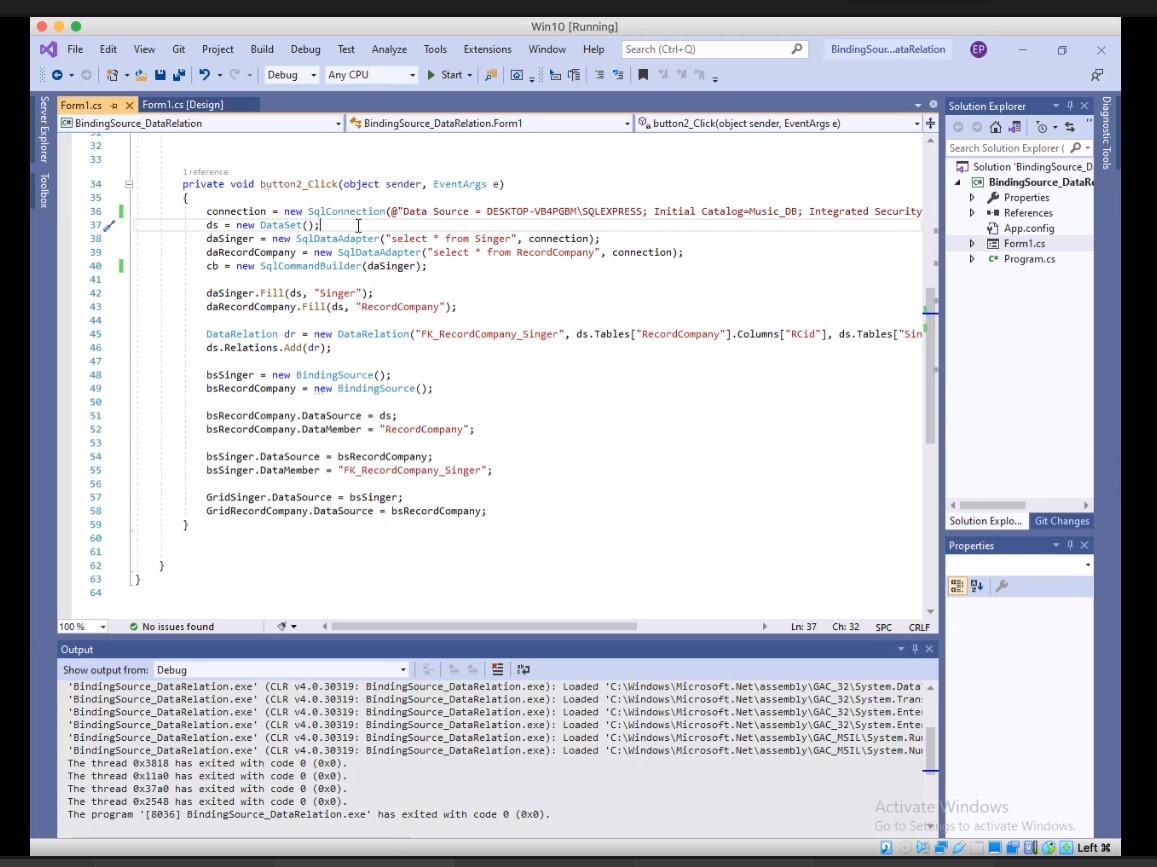 Win10 [Running]
File Edit View Git Project Build Debug Test Analyze Tools Extensions Window Help Search (Ctrl+Q) BindingSour...ataRelation EP
Debug Any CPU Start
Server Explorer
Toolbox
Form1.cs Form1.cs [Design]
BindingSource_DataRelation BindingSource_DataRelation.Form1 button2_Click(object sender, EventArgs e)
32
33
1 reference
34 private void button2_Click(object sender, EventArgs e)
35 {
36 connection = new SqlConnection(@"Data Source = DESKTOP-VB4PGBM\SQLEXPRESS; Initial Catalog=Music_DB; Integrated Security
37 ds = new DataSet();
38 daSinger = new SqlDataAdapter("select * from Singer", connection);
39 daRecordCompany = new SqlDataAdapter("select * from RecordCompany", connection);
40 cb = new SqlCommandBuilder(daSinger);
41
42 daSinger.Fill(ds, "Singer");
43 daRecordCompany.Fill(ds, "RecordCompany");
44
45 DataRelation dr = new DataRelation("FK_RecordCompany_Singer", ds.Tables["RecordCompany"].Columns["RCid"], ds.Tables["Sin
46 ds.Relations.Add(dr);
47
48 bsSinger = new BindingSource();
49 bsRecordCompany = new BindingSource();
50
51 bsRecordCompany.DataSource = ds;
52 bsRecordCompany.DataMember = "RecordCompany";
53
54 bsSinger.DataSource = bsRecordCompany;
55 bsSinger.DataMember = "FK_RecordCompany_Singer";
56
57 GridSinger.DataSource = bsSinger;
58 GridRecordCompany.DataSource = bsRecordCompany;
59 }
60
61
62 }
63 }
64
100 % No issues found Ln: 37 Ch: 32 SPC CRLF
Output
Show output from: Debug
'BindingSource_DataRelation.exe' (CLR v4.0.30319: BindingSource_DataRelation.exe): Loaded 'C:\Windows\Microsoft.Net\assembly\GAC_32\System.Data
'BindingSource_DataRelation.exe' (CLR v4.0.30319: BindingSource_DataRelation.exe): Loaded 'C:\Windows\Microsoft.Net\assembly\GAC_32\System.Tran
'BindingSource_DataRelation.exe' (CLR v4.0.30319: BindingSource_DataRelation.exe): Loaded 'C:\Windows\Microsoft.Net\assembly\GAC_32\System.Ente
'BindingSource_DataRelation.exe' (CLR v4.0.30319: BindingSource_DataRelation.exe): Loaded 'C:\Windows\Microsoft.Net\assembly\GAC_32\System.Ente
'BindingSource_DataRelation.exe' (CLR v4.0.30319: BindingSource_DataRelation.exe): Loaded 'C:\Windows\Microsoft.Net\assembly\GAC_MSIL\System.Ru
'BindingSource_DataRelation.exe' (CLR v4.0.30319: BindingSource_DataRelation.exe): Loaded 'C:\Windows\Microsoft.Net\assembly\GAC_MSIL\System.Nu
The thread 0x3818 has exited with code 0 (0x0).
The thread 0x11a0 has exited with code 0 (0x0).
The thread 0x37a0 has exited with code 0 (0x0).
The thread 0x2548 has exited with code 0 (0x0).
The program '[8036] BindingSource_DataRelation.exe' has exited with code 0 (0x0).
Solution Explorer
Search Solution Explorer (
Solution 'BindingSource_D
BindingSource_DataRe
Properties
References
App.config
Form1.cs
Program.cs
Solution Explo... Git Changes
Properties
Diagnostic Tools
Activate Windows
Go to Settings to activate Windows.
Left ⌘